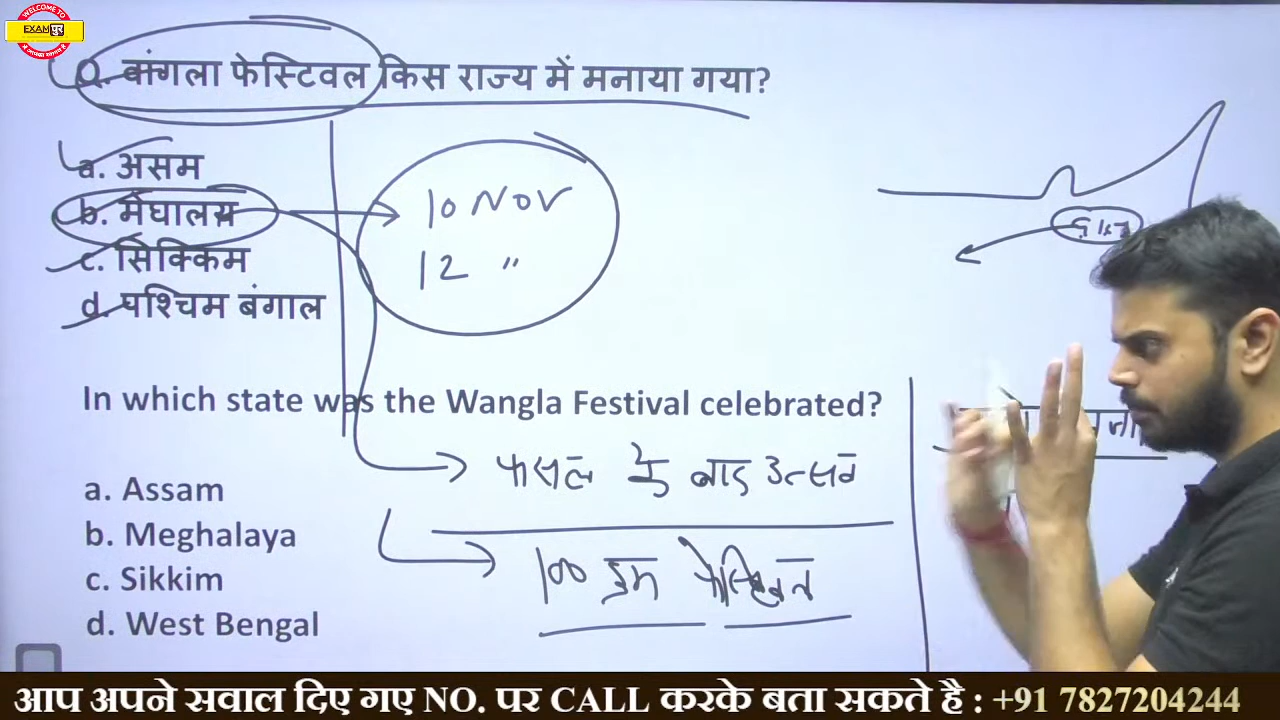 WELCOME TO
EXAM पुर
Q. वांगला फेस्टिवल किस राज्य में मनाया गया?
a. असम
b. मेघालय
c. सिक्किम
d. पश्चिम बंगाल
10 Nov
12 "
In which state was the Wangla Festival celebrated?
a. Assam
b. Meghalaya
c. Sikkim
d. West Bengal
फसल के बाद उत्सव
100 ड्रम फेस्टिवल
आप अपने सवाल दिए गए NO. पर CALL करके बता सकते है : +91 7827204244